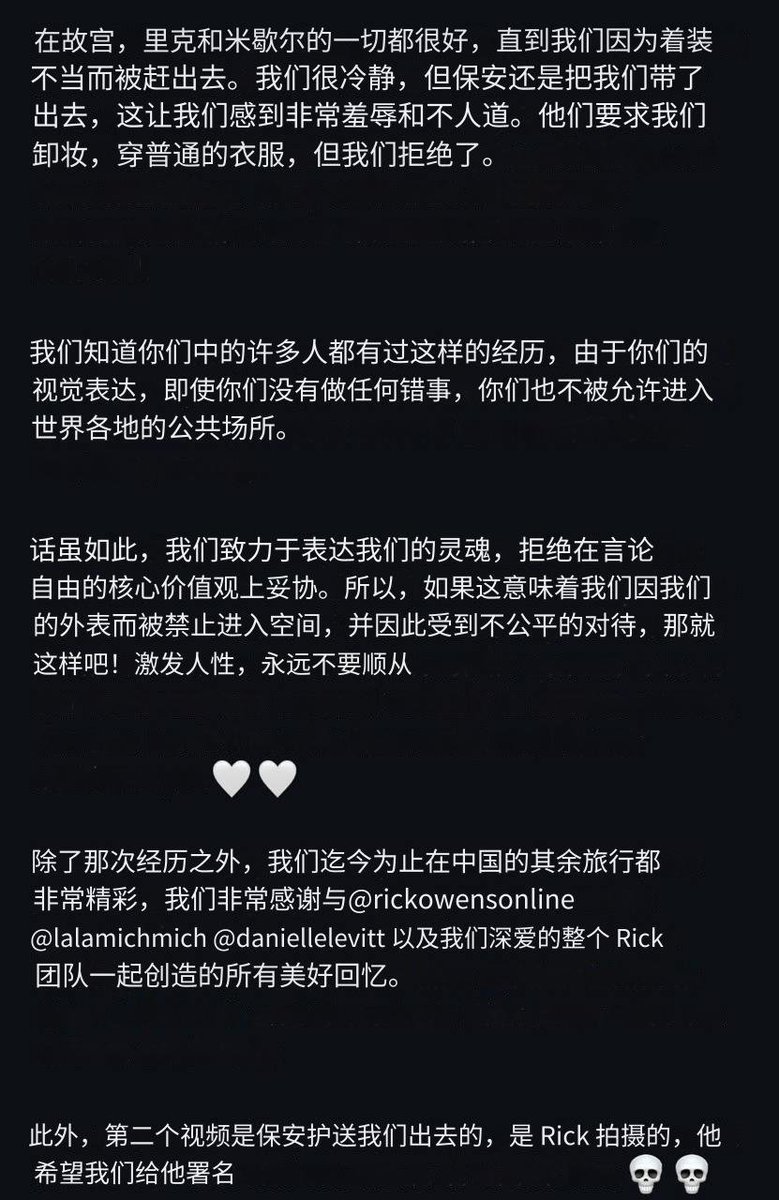 在故宫，里克和米歇尔的一切都很好，直到我们因为着装
不当而被赶出去。我们很冷静，但保安还是把我们带了
出去，这让我们感到非常羞辱和不人道。他们要求我们
卸妆，穿普通的衣服，但我们拒绝了。
我们知道你们中的许多人都有过这样的经历，由于你们的
视觉表达，即使你们没有做任何错事，你们也不被允许进入
世界各地的公共场所。
话虽如此，我们致力于表达我们的灵魂，拒绝在言论
自由的核心价值观上妥协。所以，如果这意味着我们因我们
的外表而被禁止进入空间，并因此受到不公平的对待，那就
这样吧！激发人性，永远不要顺从
🤍🤍
除了那次经历之外，我们迄今为止在中国的其余旅行都
非常精彩，我们非常感谢与@rickowensonline
@lalamichmich @daniellelevitt 以及我们深爱的整个 Rick
团队一起创造的所有美好回忆。
此外，第二个视频是保安护送我们出去的，是 Rick 拍摄的，他
希望我们给他署名 💀💀